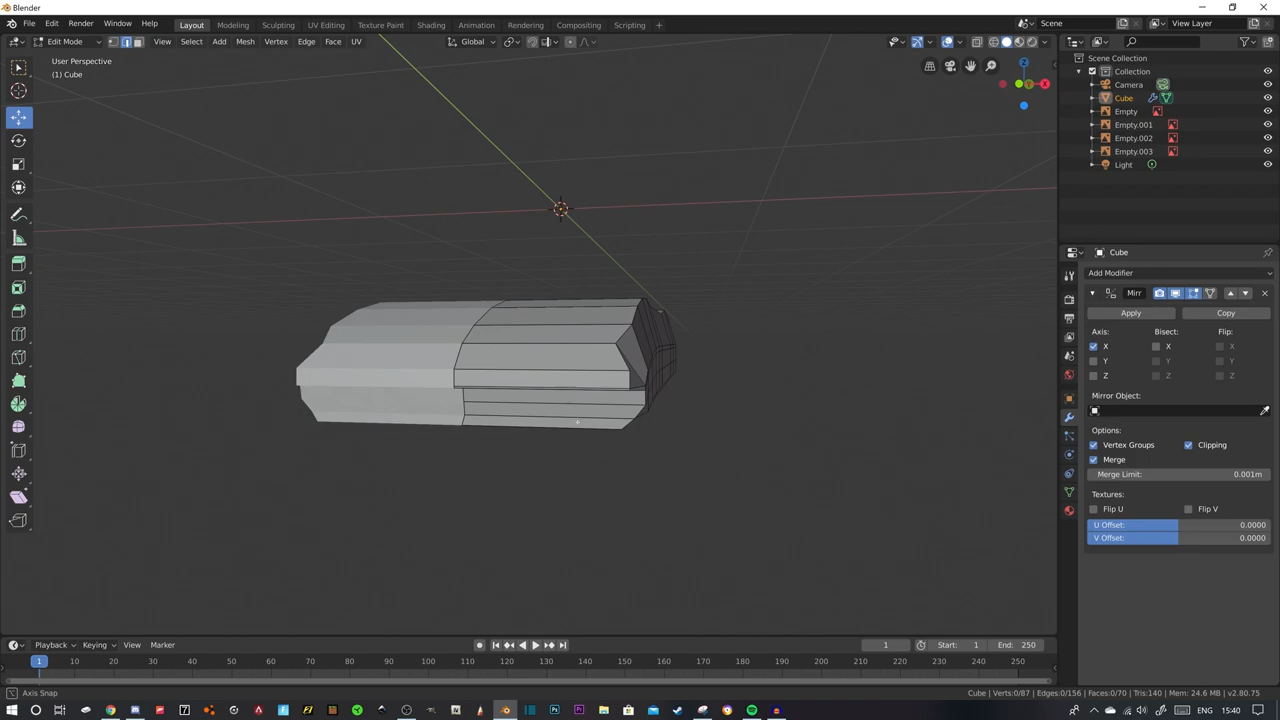 Blender
File Edit Render Window Help Layout Modeling Sculpting UV Editing Texture Paint Shading Animation Rendering Compositing Scripting + Scene View Layer
Edit Mode View Select Add Mesh Vertex Edge Face UV Global
User Perspective
(1) Cube
Z
Y
X
Scene Collection
Collection
Camera
Cube
Empty
Empty.001
Empty.002
Empty.003
Light
Cube
Add Modifier
Mirr
Apply Copy
Axis: Bisect: Flip:
X X X
Y Y Y
Z Z Z
Mirror Object:
Options:
Vertex Groups Clipping
Merge
Merge Limit: 0.001m
Textures:
Flip U Flip V
U Offset: 0.0000
V Offset: 0.0000
Playback Keying View Marker 1 Start: 1 End: 250
1 10 20 30 40 50 60 70 80 90 100 110 120 130 140 150 160 170 180 190 200 210 220 230 240 250
Axis Snap Cube | Verts:0/87 | Edges:0/156 | Faces:0/70 | Tris:140 | Mem: 24.6 MB | v2.80.75
15:40